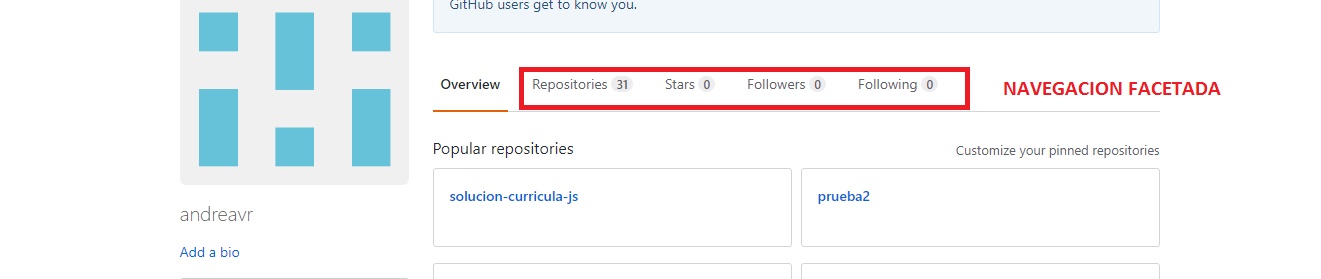 GitHub users get to know you.
Overview Repositories 31 Stars 0 Followers 0 Following 0
NAVEGACION FACETADA
Popular repositories
Customize your pinned repositories
solucion-curricula-js
prueba2
andreavr
Add a bio